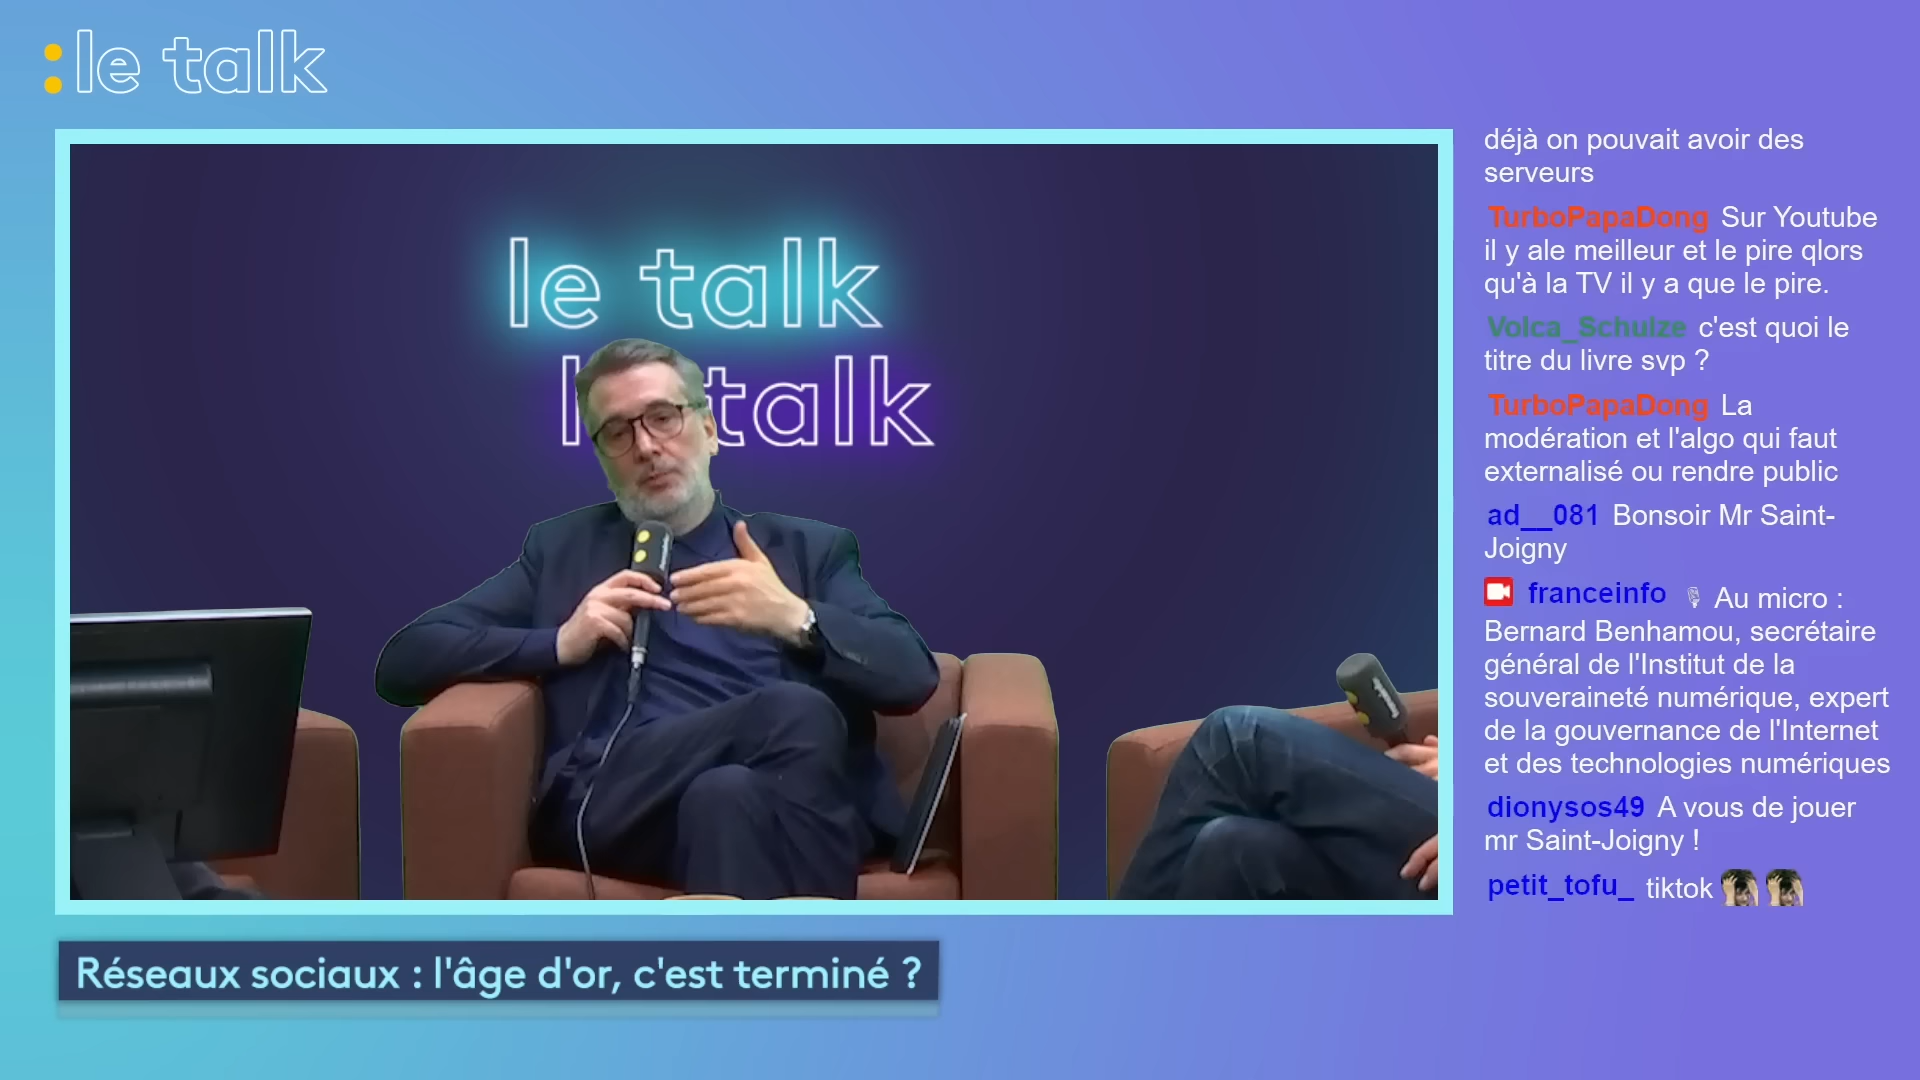 :le talk
le talk
talk
déjà on pouvait avoir des
serveurs
TurboPapaDong Sur Youtube
il y ale meilleur et le pire qlors
qu'à la TV il y a que le pire.
Volca_Schulze c'est quoi le
titre du livre svp ?
TurboPapaDong La
modération et l'algo qui faut
externalisé ou rendre public
ad__081 Bonsoir Mr Saint-
Joigny
franceinfo Au micro :
Bernard Benhamou, secrétaire
général de l'Institut de la
souveraineté numérique, expert
de la gouvernance de l'Internet
et des technologies numériques
dionysos49 A vous de jouer
mr Saint-Joigny !
petit_tofu_ tiktok
Réseaux sociaux : l'âge d'or, c'est terminé ?